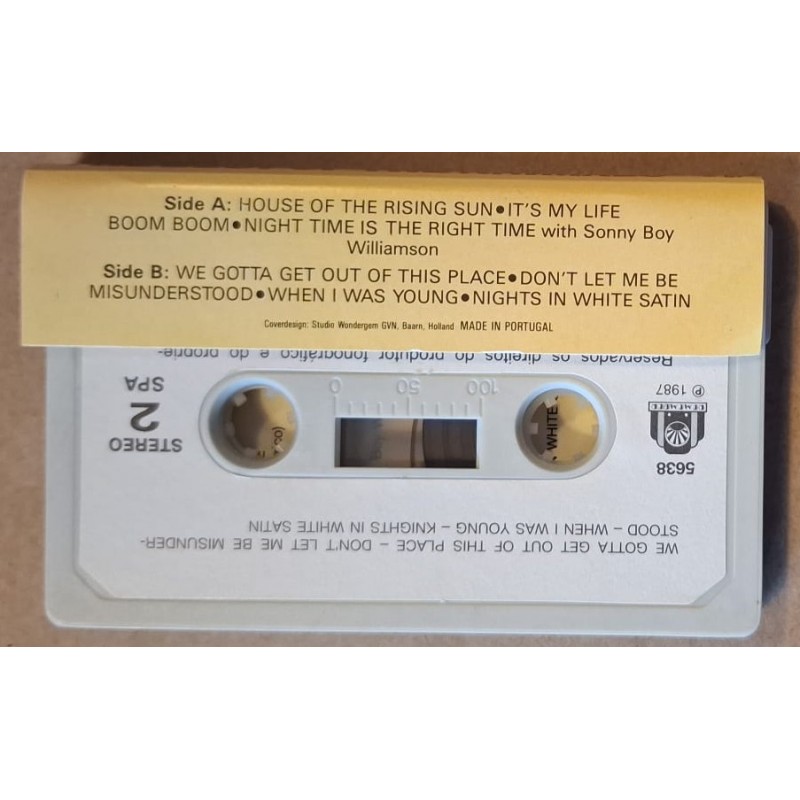 Side A: HOUSE OF THE RISING SUN•IT'S MY LIFE
BOOM BOOM•NIGHT TIME IS THE RIGHT TIME with Sonny Boy
Williamson
Side B: WE GOTTA GET OUT OF THIS PLACE•DON'T LET ME BE
MISUNDERSTOOD•WHEN I WAS YOUNG•NIGHTS IN WHITE SATIN
Coverdesign: Studio Wondergem GVN. Baarn, Holland MADE IN PORTUGAL
WE GOTTA GET OUT OF THIS PLACE – DON'T LET ME BE MISUNDER-
STOOD – WHEN I WAS YOUNG – KNIGHTS IN WHITE SATIN
5638
STEREO
2
SPA
℗ 1987
0 50 100
WHITE
Reservados os direitos do produtor fonográfico e do proprie-